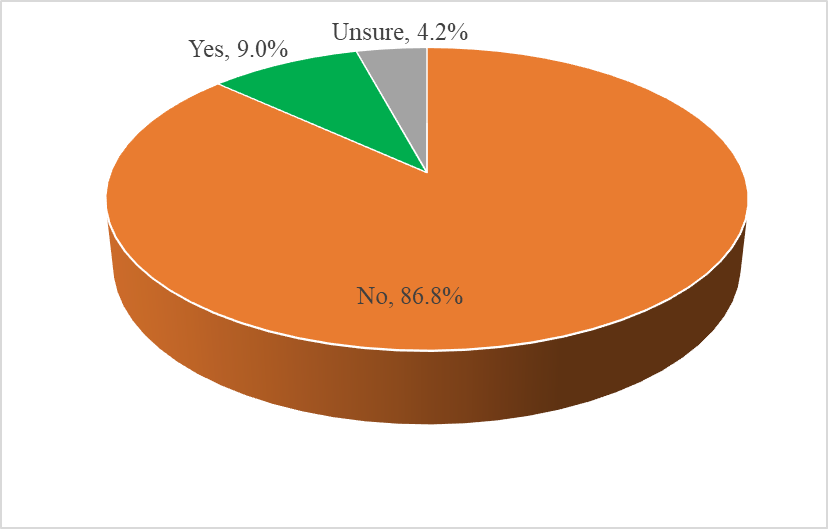 Unsure, 4.2%
Yes, 9.0%
No, 86.8%